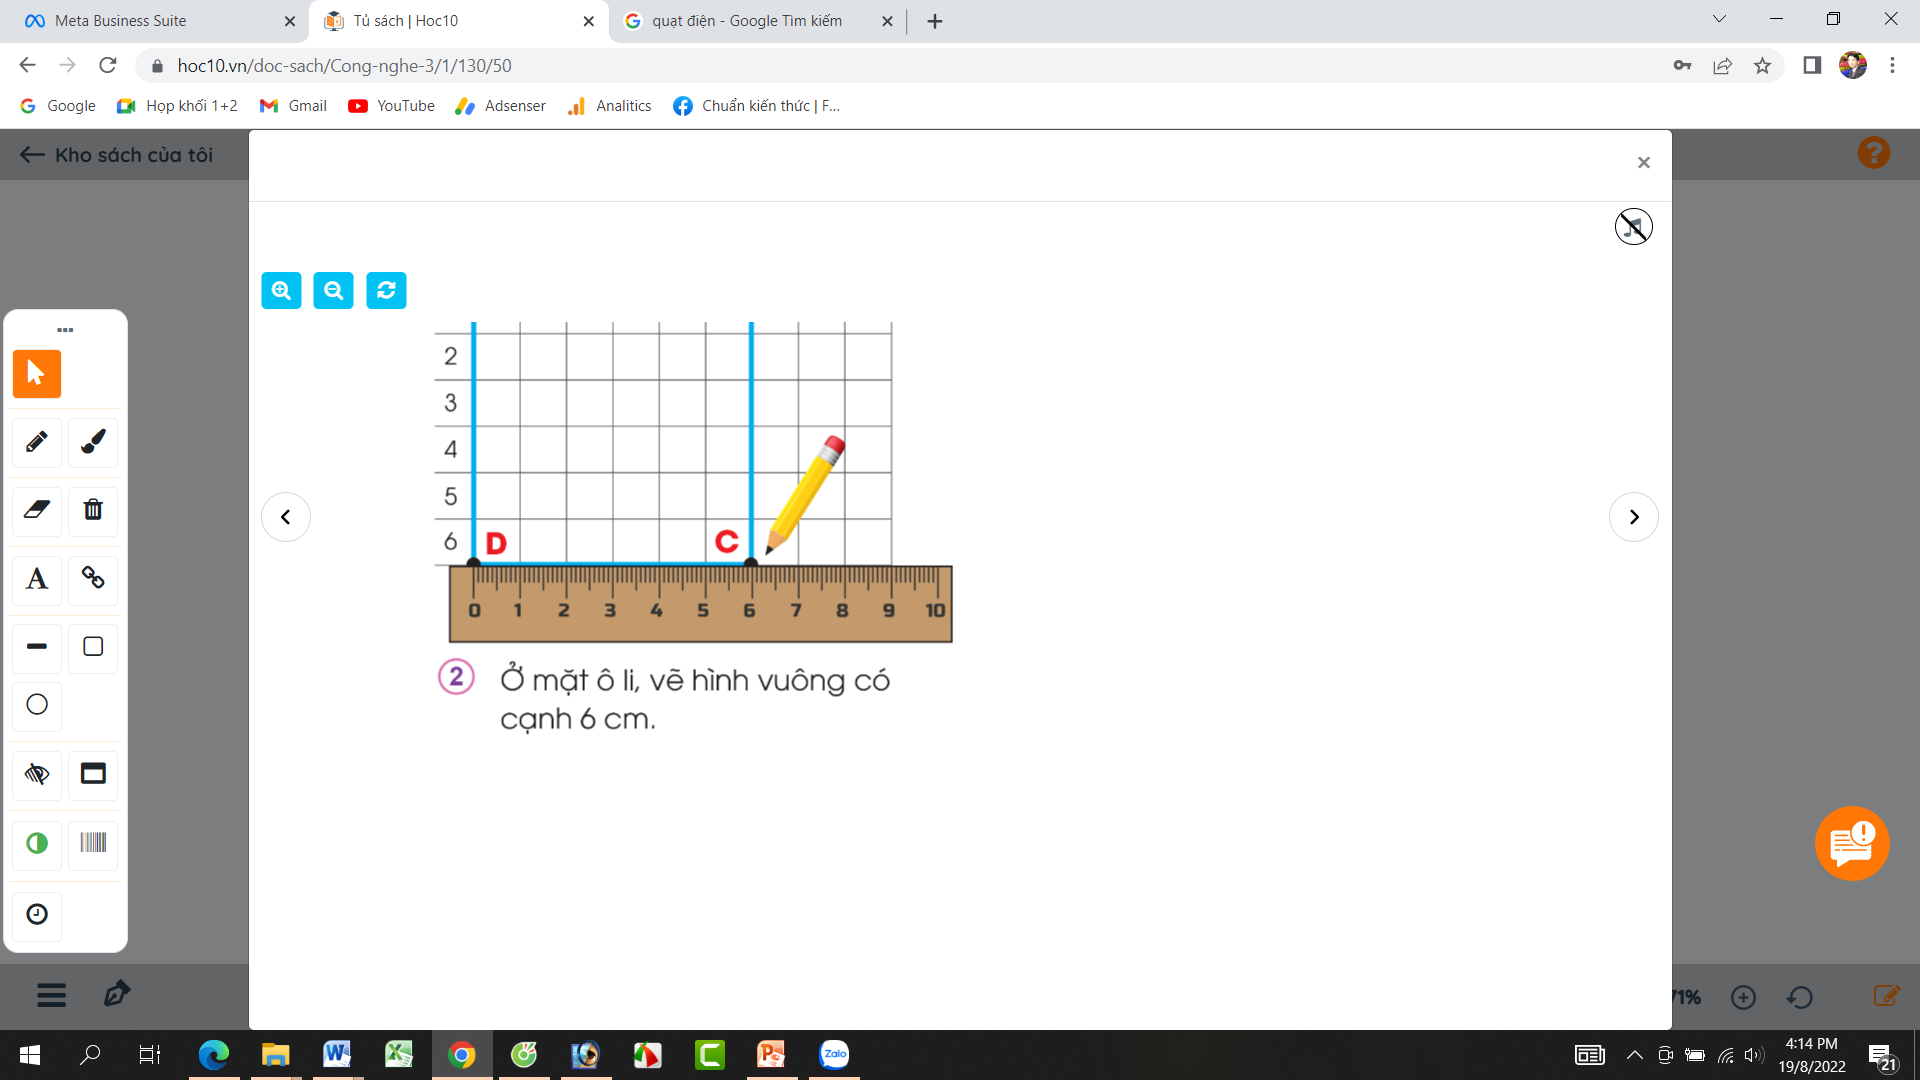 Meta Business Suite
Tủ sách | Hoc10
quạt điện - Google Tìm kiếm
hoc10.vn/doc-sach/Cong-nghe-3/1/130/50
Google
Họp khối 1+2
Gmail
YouTube
Adsenser
Analitics
Chuẩn kiến thức | F...
Kho sách của tôi
2
3
4
5
6
D
C
0 1 2 3 4 5 6 7 8 9 10
2 Ở mặt ô li, vẽ hình vuông có
cạnh 6 cm.
71%
Zalo
4:14 PM
19/8/2022
21